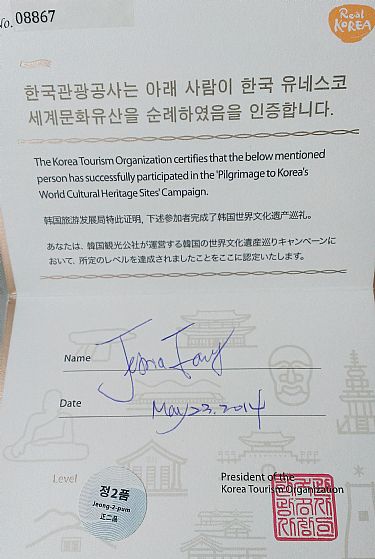 No. 08867
Real
KOREA
한국관광공사는 아래 사람이 한국 유네스코
세계문화유산을 순례하였음을 인증합니다.
The Korea Tourism Organization certifies that the below mentioned
person has successfully participated in the 'Pilgrimage to Korea's
World Cultural Heritage Sites' Campaign.
韩国旅游发展局特此证明, 下述参加者完成了韩国世界文化遗产巡礼。
あなたは、韓国観光公社が運営する韓国の世界文化遺産巡りキャンペーンに
おいて、所定のレベルを達成されましたことをここに認定いたします。
Name
Date May 23. 2014
Level
정2품
Jeong-2-pum
正二品
President of the
Korea Tourism Organization